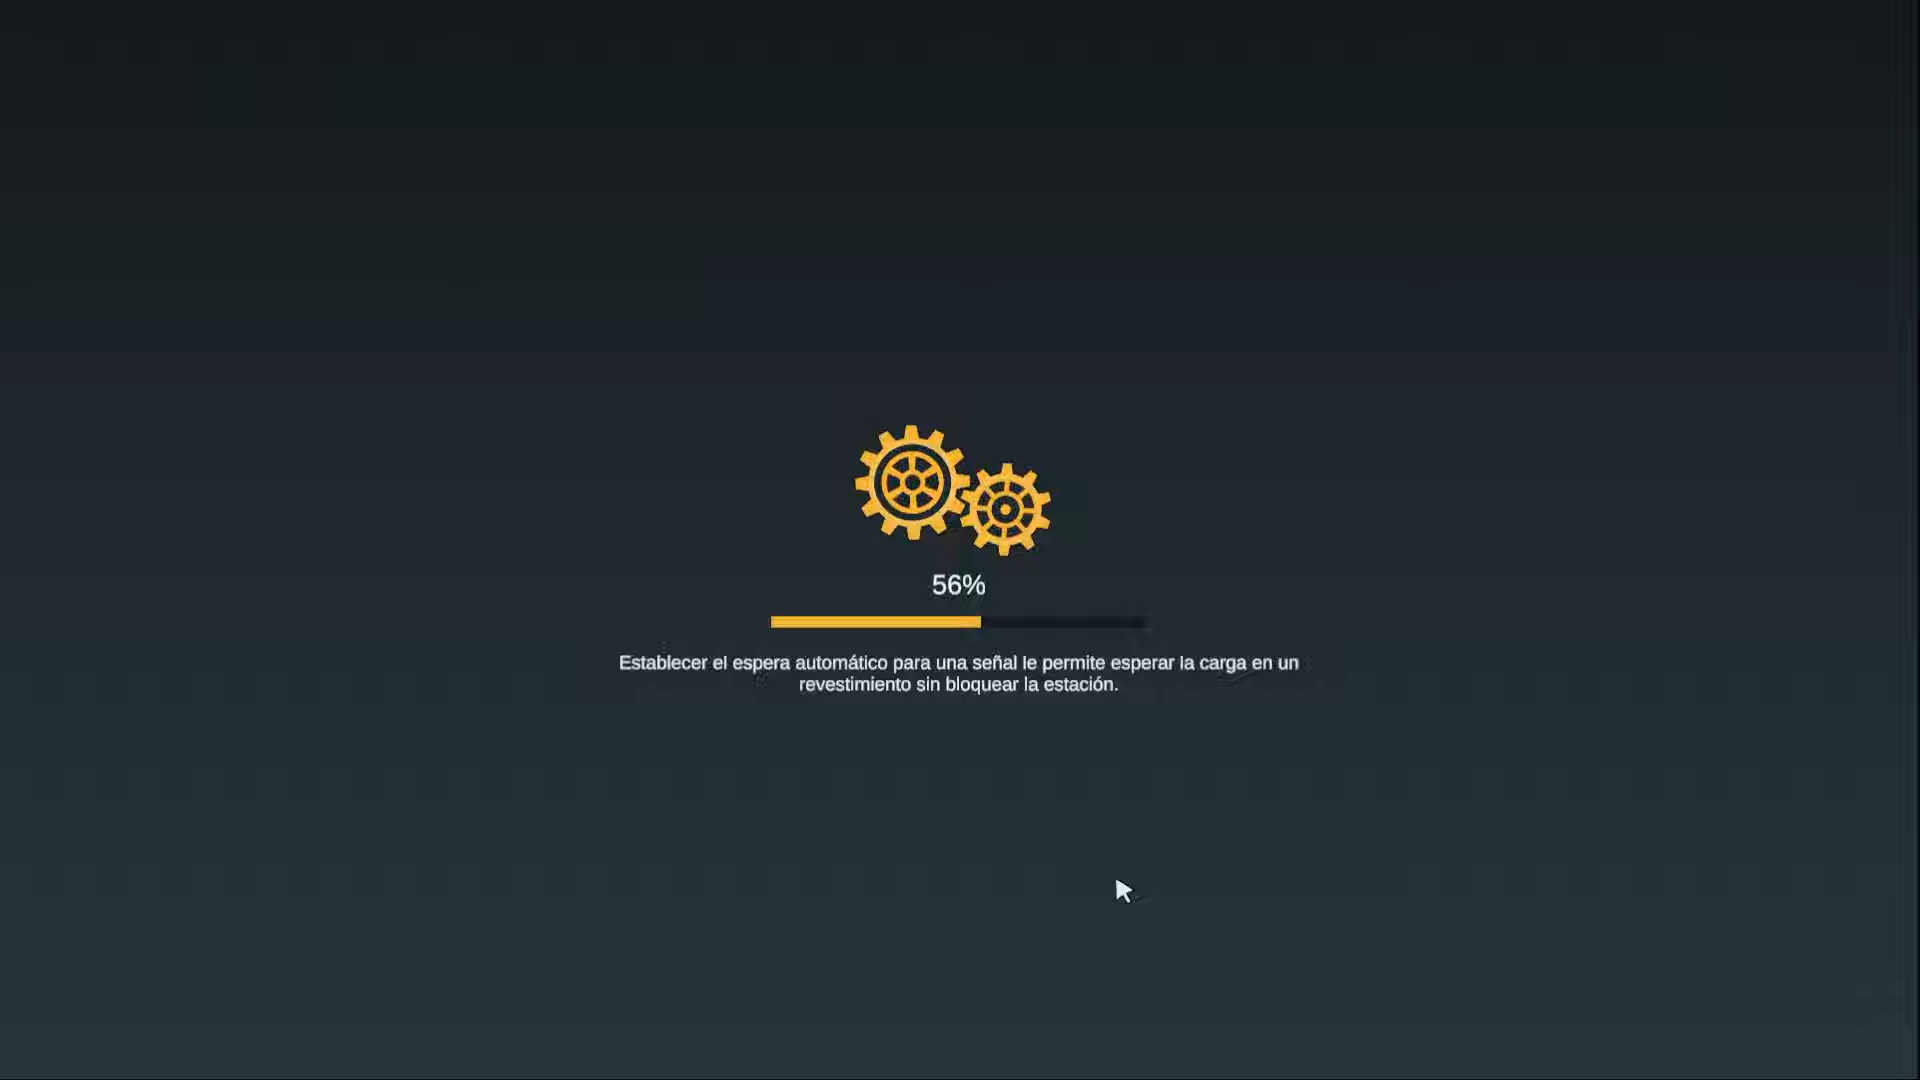 56%
Establecer el espera automático para una señal le permite esperar la carga en un
revestimiento sin bloquear la estación.